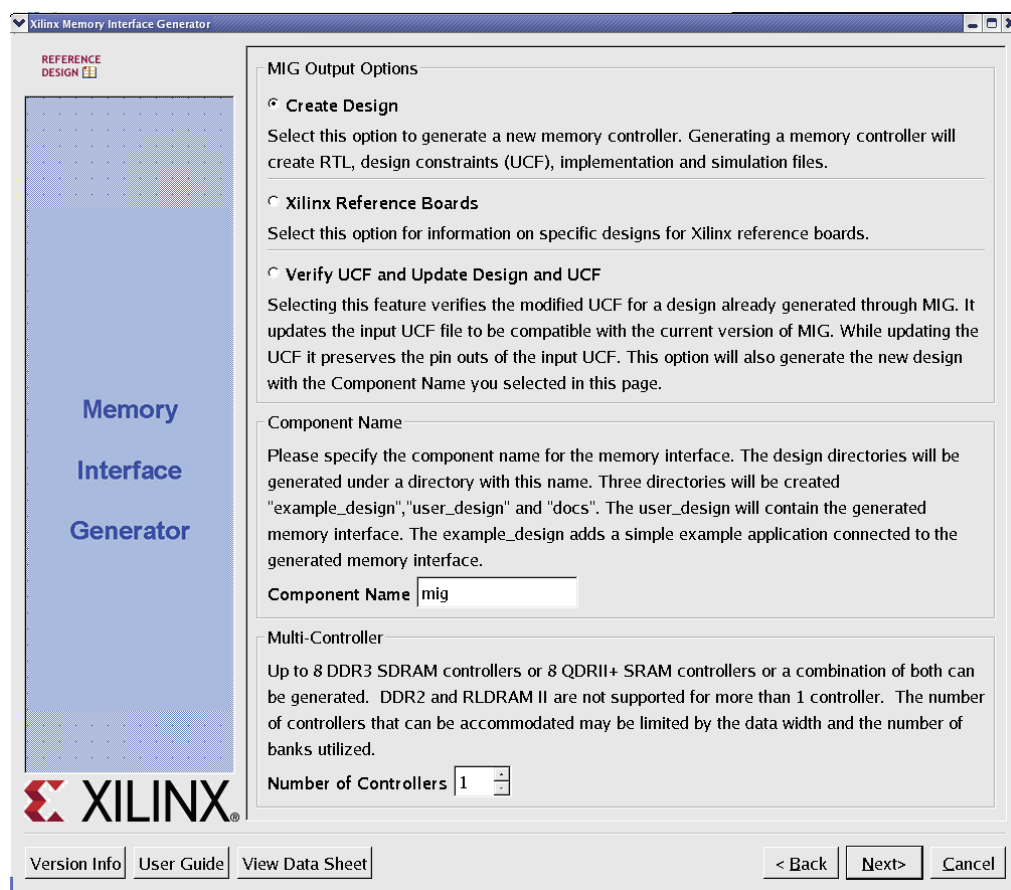 Xilinx Memory Interface Generator
REFERENCE
DESIGN
Memory
Interface
Generator
XILINX®
MIG Output Options
Create Design
Select this option to generate a new memory controller. Generating a memory controller will
create RTL, design constraints (UCF), implementation and simulation files.
Xilinx Reference Boards
Select this option for information on specific designs for Xilinx reference boards.
Verify UCF and Update Design and UCF
Selecting this feature verifies the modified UCF for a design already generated through MIG. It
updates the input UCF file to be compatible with the current version of MIG. While updating the
UCF it preserves the pin outs of the input UCF. This option will also generate the new design
with the Component Name you selected in this page.
Component Name
Please specify the component name for the memory interface. The design directories will be
generated under a directory with this name. Three directories will be created
"example_design","user_design" and "docs". The user_design will contain the generated
memory interface. The example_design adds a simple example application connected to the
generated memory interface.
Component Name mig
Multi-Controller
Up to 8 DDR3 SDRAM controllers or 8 QDRII+ SRAM controllers or a combination of both can
be generated.  DDR2 and RLDRAM II are not supported for more than 1 controller.  The number
of controllers that can be accommodated may be limited by the data width and the number of
banks utilized.
Number of Controllers 1
Version Info User Guide View Data Sheet < Back Next> Cancel